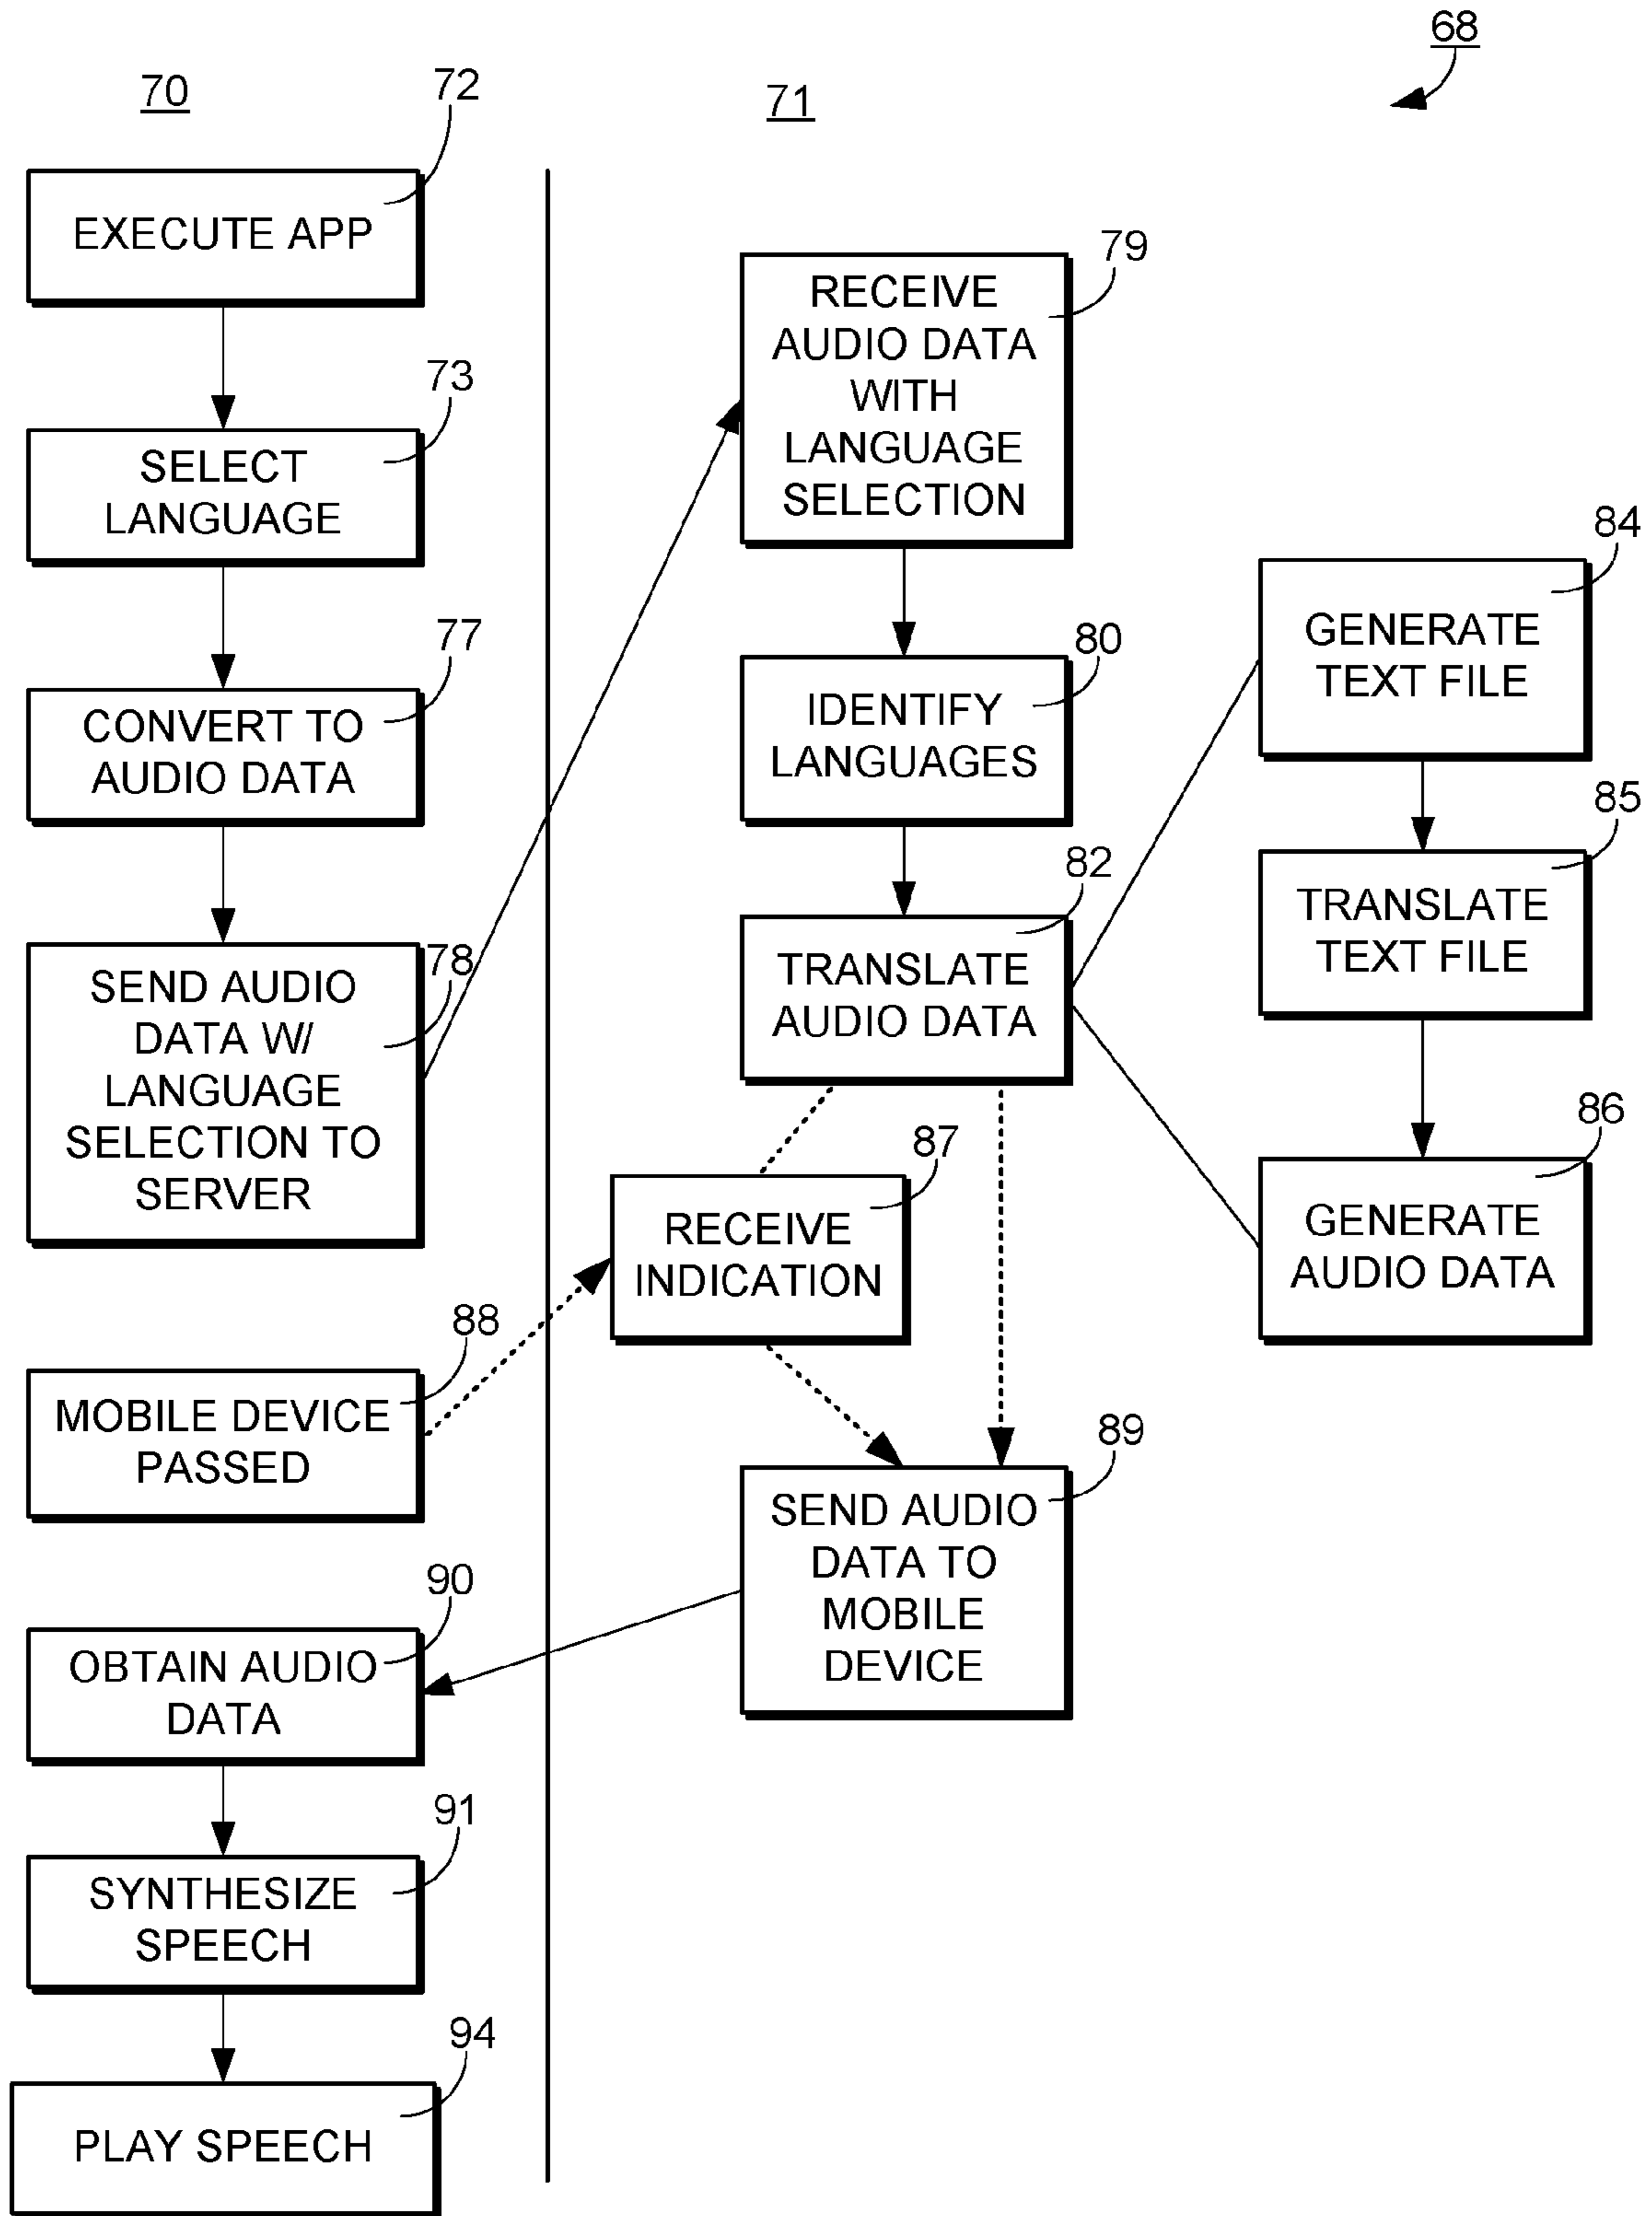 68
70
72
EXECUTE APP
73
SELECT
LANGUAGE
77
CONVERT TO
AUDIO DATA
78
SEND AUDIO
DATA W/
LANGUAGE
SELECTION TO
SERVER
88
MOBILE DEVICE
PASSED
90
OBTAIN AUDIO
DATA
91
SYNTHESIZE
SPEECH
94
PLAY SPEECH
71
79
RECEIVE
AUDIO DATA
WITH
LANGUAGE
SELECTION
80
IDENTIFY
LANGUAGES
82
TRANSLATE
AUDIO DATA
87
RECEIVE
INDICATION
89
SEND AUDIO
DATA TO
MOBILE
DEVICE
84
GENERATE
TEXT FILE
85
TRANSLATE
TEXT FILE
86
GENERATE
AUDIO DATA